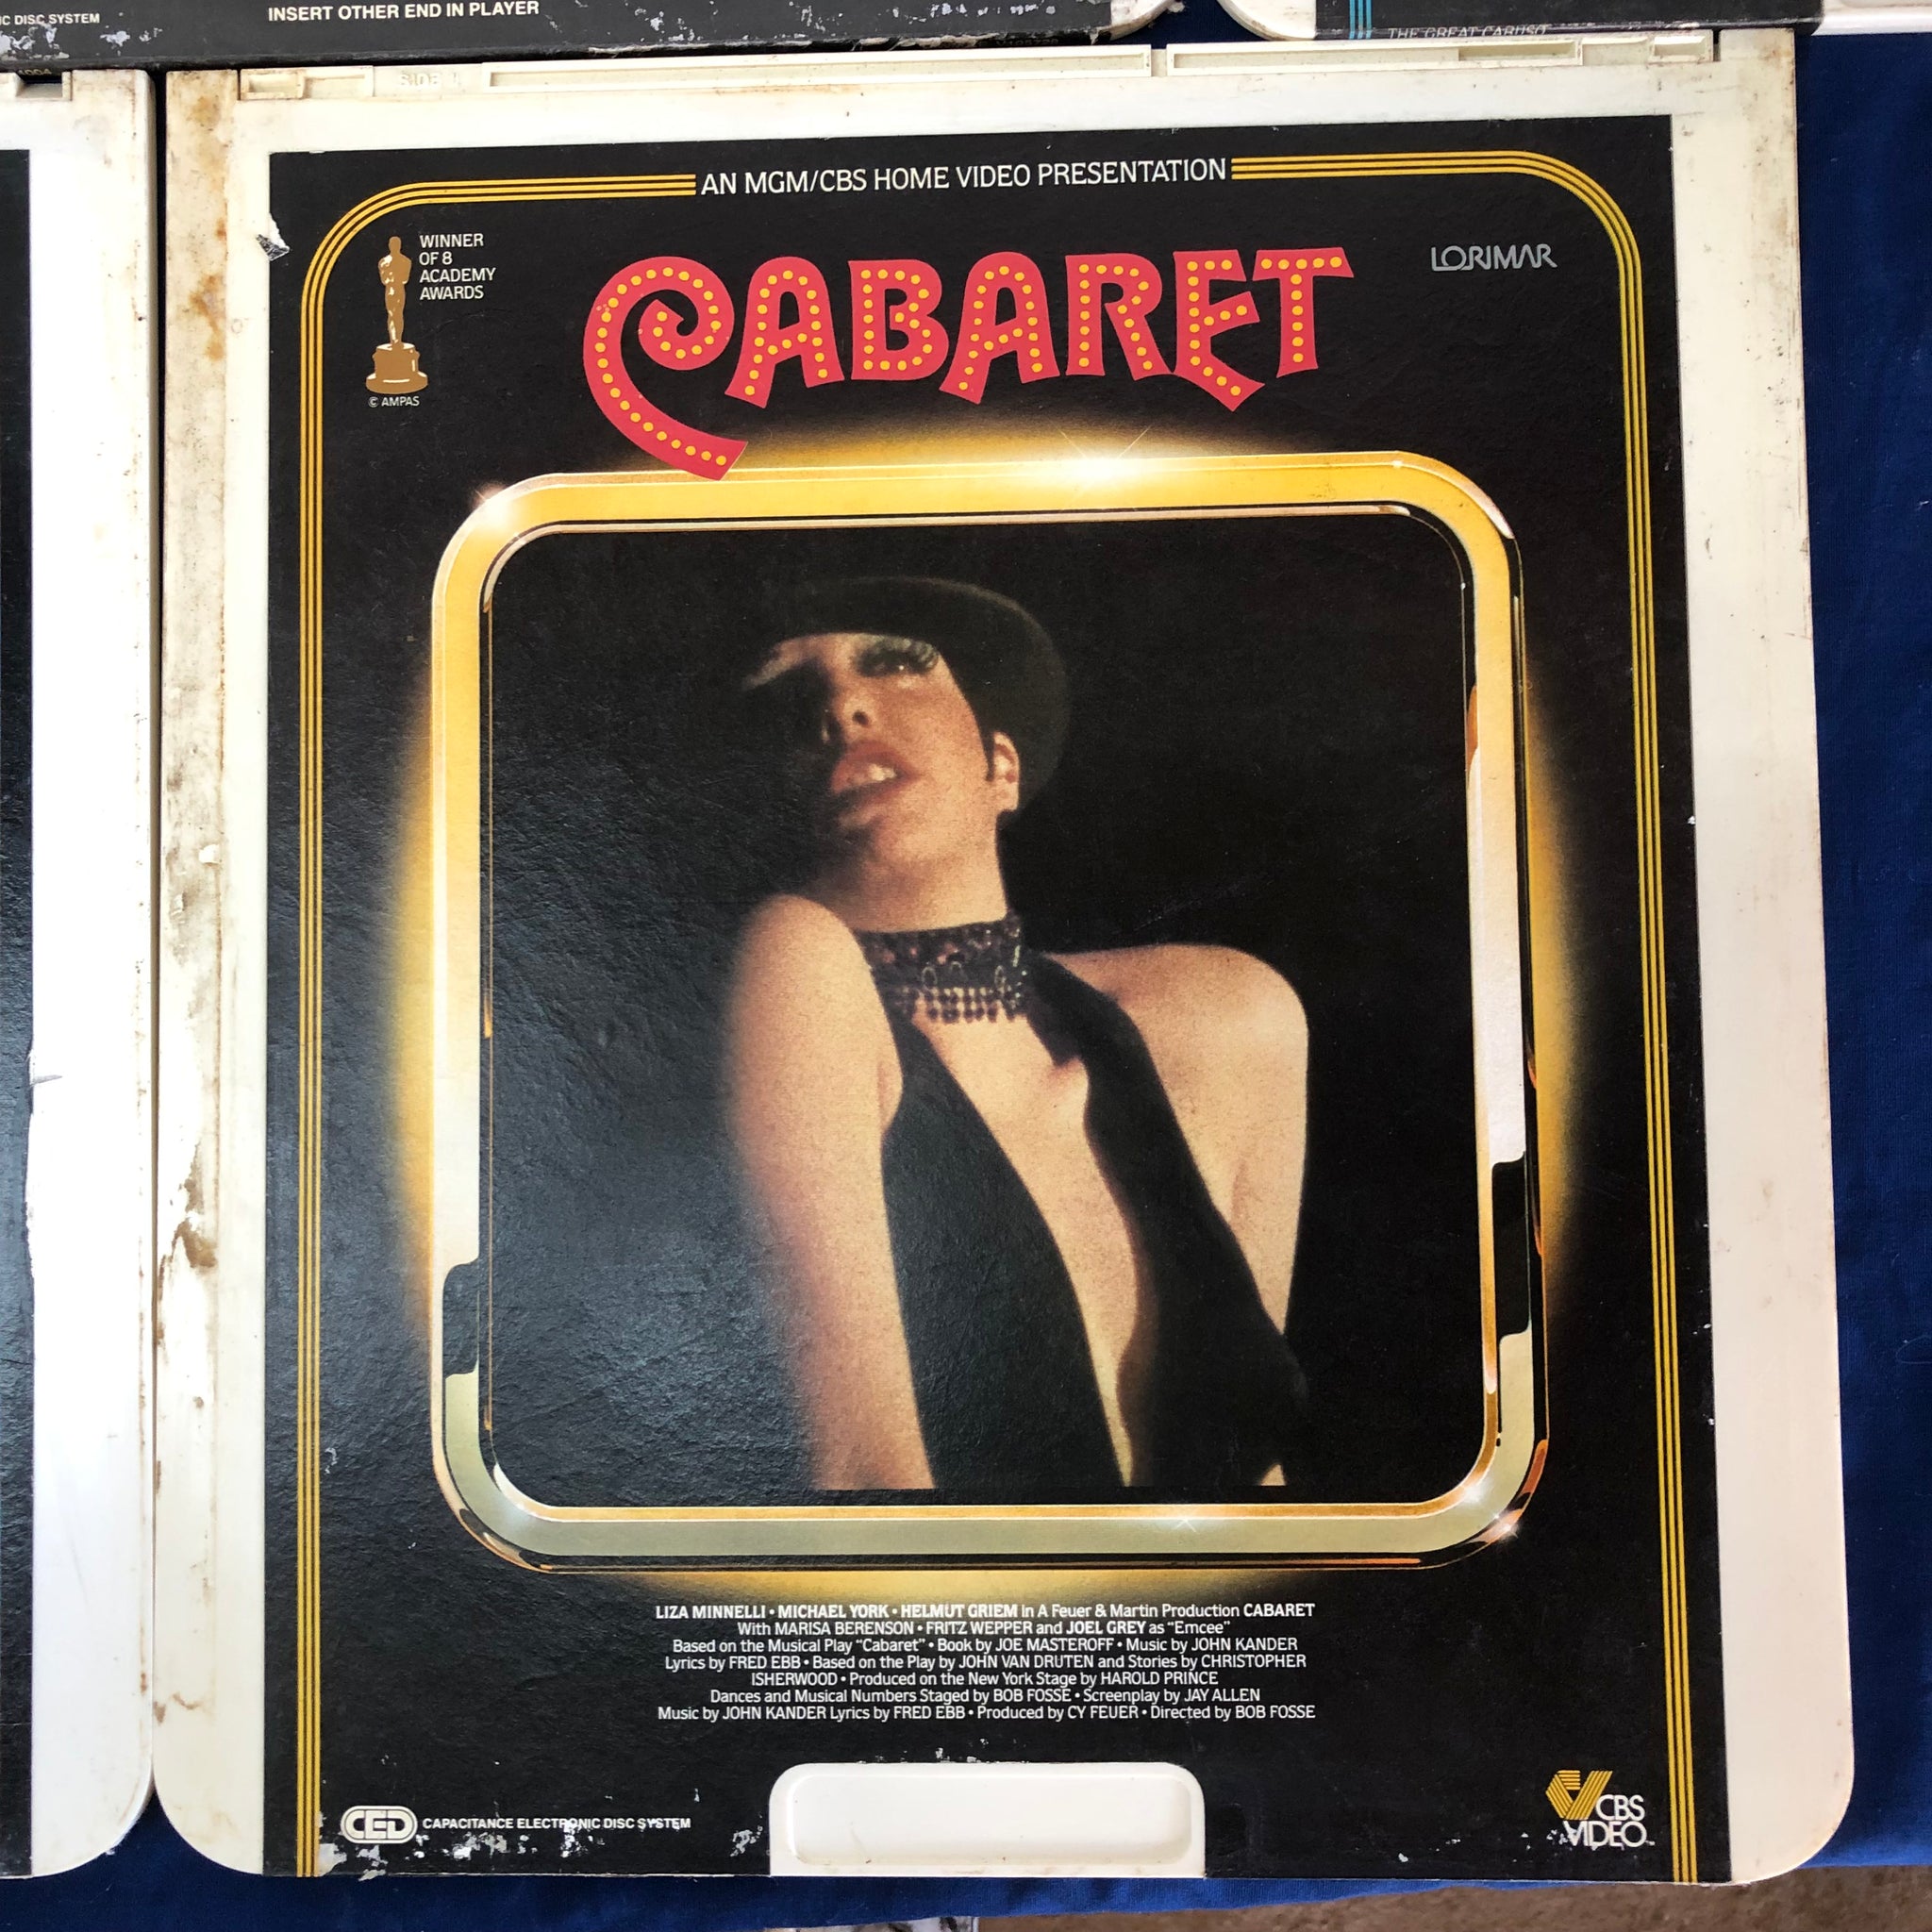 IC DISC SYSTEM
INSERT OTHER END IN PLAYER
THE GREAT CARUSO
SIDE 1
AN MGM/CBS HOME VIDEO PRESENTATION
WINNER
OF 8
ACADEMY
AWARDS
© AMPAS
CABARET
LORIMAR
LIZA MINNELLI • MICHAEL YORK • HELMUT GRIEM in A Feuer & Martin Production CABARET
With MARISA BERENSON • FRITZ WEPPER and JOEL GREY as "Emcee"
Based on the Musical Play "Cabaret" • Book by JOE MASTEROFF • Music by JOHN KANDER
Lyrics by FRED EBB • Based on the Play by JOHN VAN DRUTEN and Stories by CHRISTOPHER
ISHERWOOD • Produced on the New York Stage by HAROLD PRINCE
Dances and Musical Numbers Staged by BOB FOSSE • Screenplay by JAY ALLEN
Music by JOHN KANDER Lyrics by FRED EBB • Produced by CY FEUER • Directed by BOB FOSSE
CED CAPACITANCE ELECTRONIC DISC SYSTEM
CBS
VIDEO™